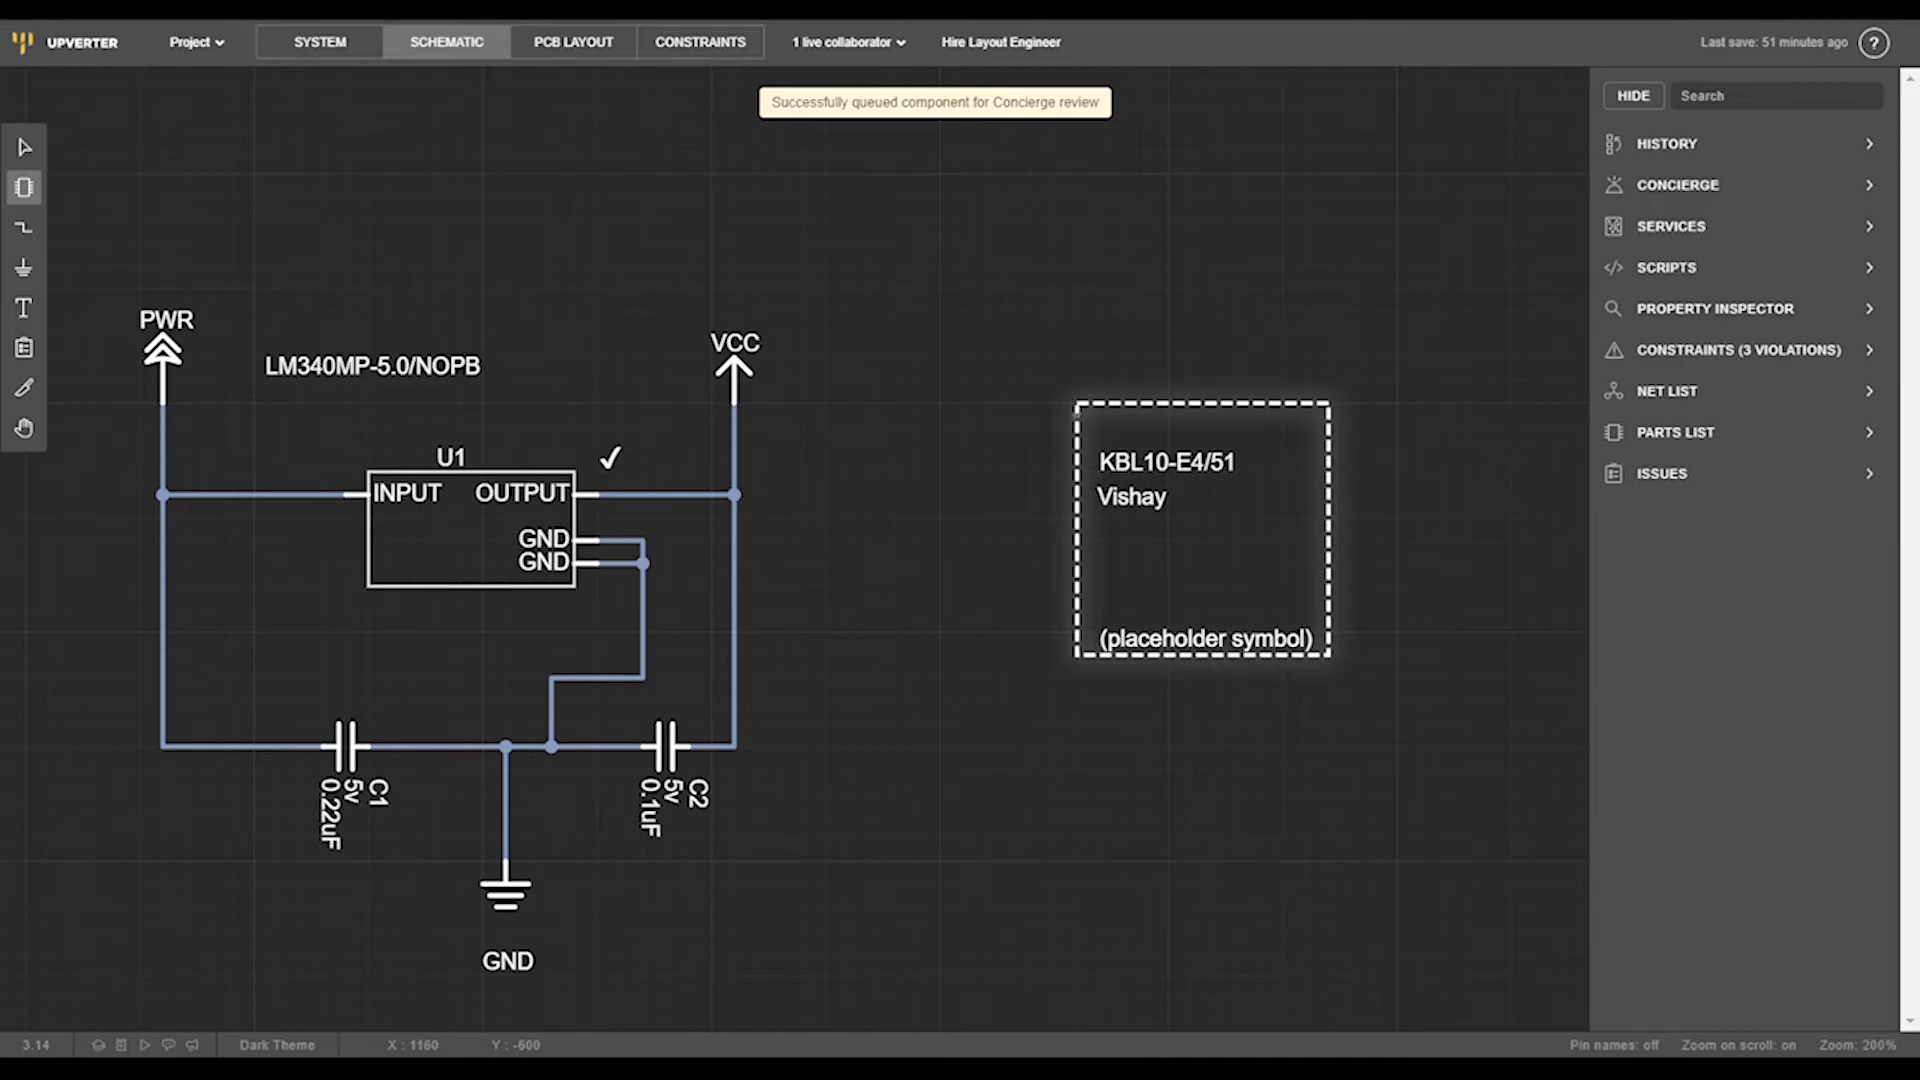 UPVERTER
Project
SYSTEM
SCHEMATIC
PCB LAYOUT
CONSTRAINTS
1 live collaborator
Hire Layout Engineer
Last save: 51 minutes ago
?
Successfully queued component for Concierge review
HIDE
Search
HISTORY
CONCIERGE
SERVICES
SCRIPTS
PROPERTY INSPECTOR
CONSTRAINTS (3 VIOLATIONS)
NET LIST
PARTS LIST
ISSUES
PWR
LM340MP-5.0/NOPB
VCC
U1
INPUT
OUTPUT
GND
GND
KBL10-E4/51
Vishay
(placeholder symbol)
C1
5v
0.22uF
C2
5v
0.1uF
GND
3.14
Dark Theme
X : 1160
Y : -600
Pin names: off
Zoom on scroll: on
Zoom: 200%